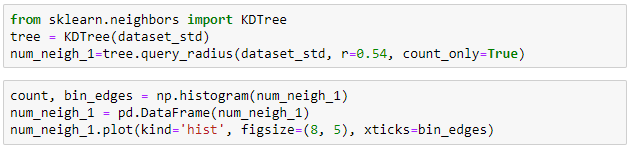 from sklearn.neighbors import KDTree
tree = KDTree(dataset_std)
num_neigh_1=tree.query_radius(dataset_std, r=0.54, count_only=True)
count, bin_edges = np.histogram(num_neigh_1)
num_neigh_1 = pd.DataFrame(num_neigh_1)
num_neigh_1.plot(kind='hist', figsize=(8, 5), xticks=bin_edges)